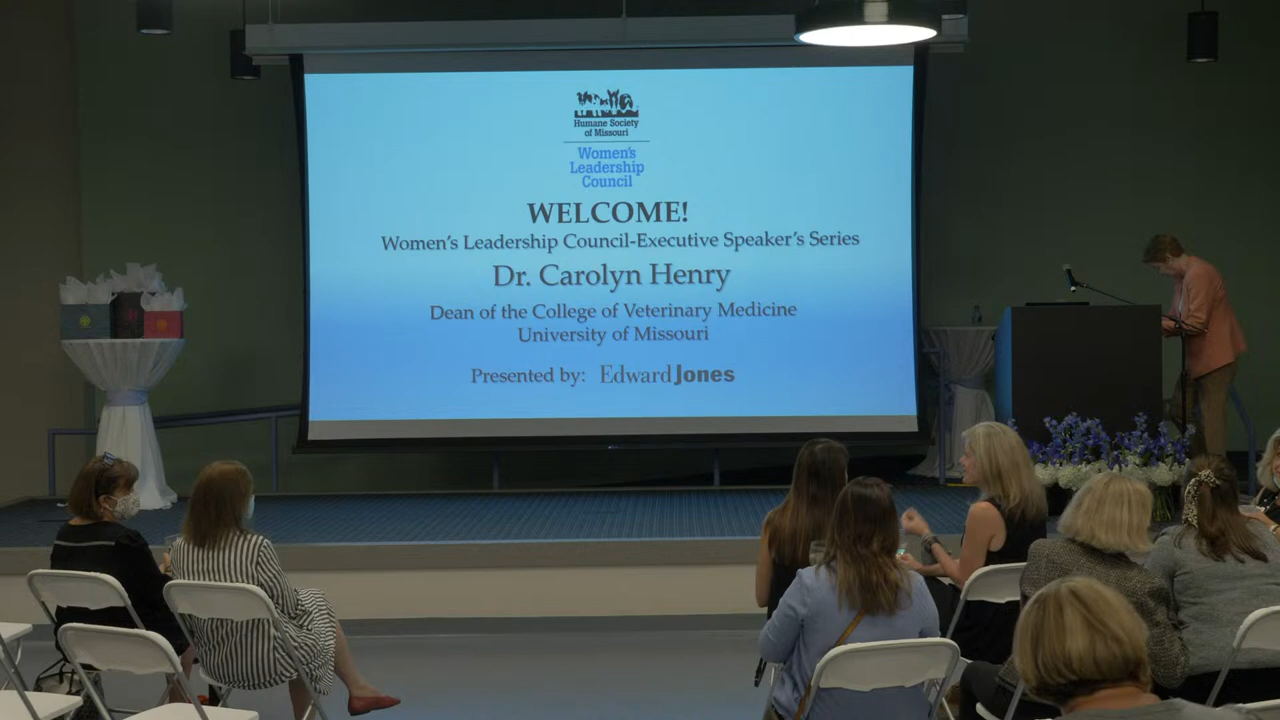 Humane Society
of Missouri
Women's
Leadership
Council
WELCOME!
Women's Leadership Council-Executive Speaker's Series
Dr. Carolyn Henry
Dean of the College of Veterinary Medicine
University of Missouri
Presented by: Edward Jones